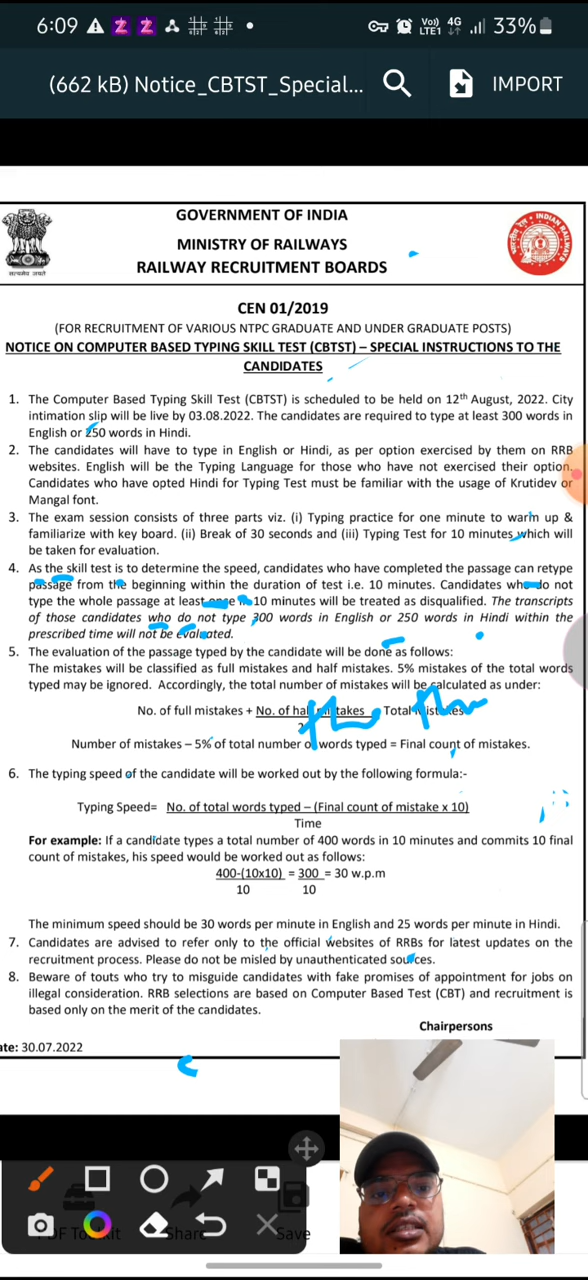 6:09
Vo)) 4G
LTE1
33%
(662 kB) Notice_CBTST_Special...
IMPORT
GOVERNMENT OF INDIA
MINISTRY OF RAILWAYS
RAILWAY RECRUITMENT BOARDS
सत्यमेव जयते
INDIAN RAILWAYS
CEN 01/2019
(FOR RECRUITMENT OF VARIOUS NTPC GRADUATE AND UNDER GRADUATE POSTS)
NOTICE ON COMPUTER BASED TYPING SKILL TEST (CBTST) – SPECIAL INSTRUCTIONS TO THE
CANDIDATES
1. The Computer Based Typing Skill Test (CBTST) is scheduled to be held on 12th August, 2022. City
intimation slip will be live by 03.08.2022. The candidates are required to type at least 300 words in
English or 250 words in Hindi.
2. The candidates will have to type in English or Hindi, as per option exercised by them on RRB
websites. English will be the Typing Language for those who have not exercised their option.
Candidates who have opted Hindi for Typing Test must be familiar with the usage of Krutidev or
Mangal font.
3. The exam session consists of three parts viz. (i) Typing practice for one minute to warm up &
familiarize with key board. (ii) Break of 30 seconds and (iii) Typing Test for 10 minutes which will
be taken for evaluation.
4. As the skill test is to determine the speed, candidates who have completed the passage can retype
passage from the beginning within the duration of test i.e. 10 minutes. Candidates who do not
type the whole passage at least once in 10 minutes will be treated as disqualified. The transcripts
of those candidates who do not type 300 words in English or 250 words in Hindi within the
prescribed time will not be evaluated.
5. The evaluation of the passage typed by the candidate will be done as follows:
The mistakes will be classified as full mistakes and half mistakes. 5% mistakes of the total words
typed may be ignored. Accordingly, the total number of mistakes will be calculated as under:
No. of full mistakes + No. of half mistakes = Total Mistakes
the the
Number of mistakes – 5% of total number of words typed = Final count of mistakes.
6. The typing speed of the candidate will be worked out by the following formula:-
Typing Speed= No. of total words typed – (Final count of mistake x 10)
Time
For example: If a candidate types a total number of 400 words in 10 minutes and commits 10 final
count of mistakes, his speed would be worked out as follows:
400-(10x10) = 300 = 30 w.p.m
10 10
The minimum speed should be 30 words per minute in English and 25 words per minute in Hindi.
7. Candidates are advised to refer only to the official websites of RRBs for latest updates on the
recruitment process. Please do not be misled by unauthenticated sources.
8. Beware of touts who try to misguide candidates with fake promises of appointment for jobs on
illegal consideration. RRB selections are based on Computer Based Test (CBT) and recruitment is
based only on the merit of the candidates.
Chairpersons
ate: 30.07.2022
Share
Save